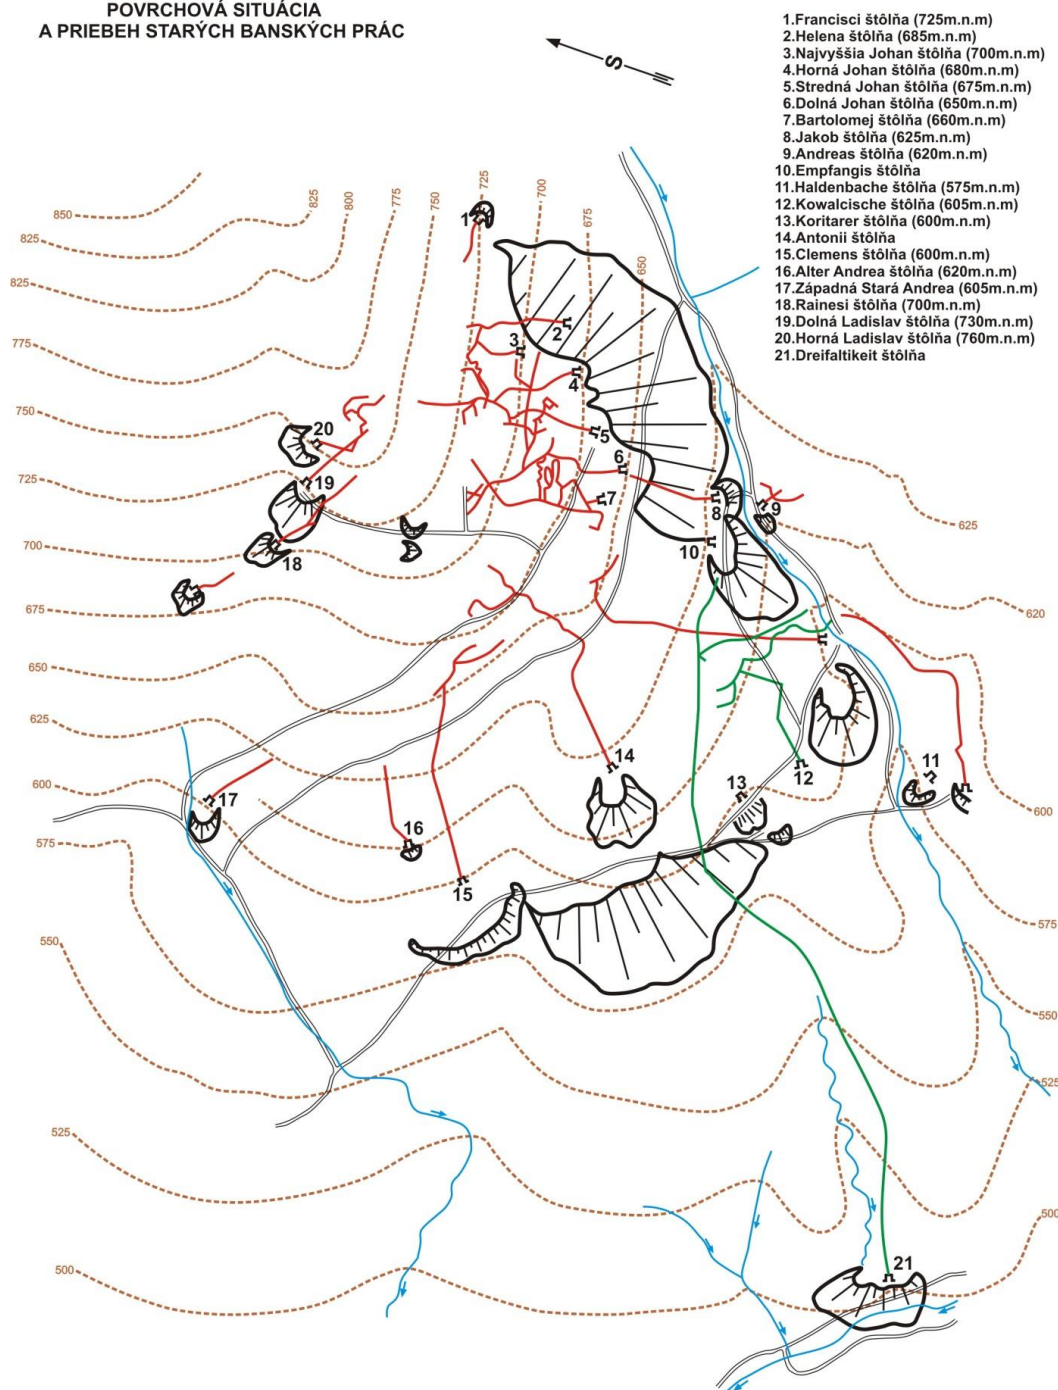 POVRCHOVÁ SITUÁCIA
A PRIEBEH STARÝCH BANSKÝCH PRÁC
S
1.Francisci štôlňa (725m.n.m)
2.Helena štôlňa (685m.n.m)
3.Najvyššia Johan štôlňa (700m.n.m)
4.Horná Johan štôlňa (680m.n.m)
5.Stredná Johan štôlňa (675m.n.m)
6.Dolná Johan štôlňa (650m.n.m)
7.Bartolomej štôlňa (660m.n.m)
8.Jakob štôlňa (625m.n.m)
9.Andreas štôlňa (620m.n.m)
10.Empfangis štôlňa
11.Haldenbache štôlňa (575m.n.m)
12.Kowalcische štôlňa (605m.n.m)
13.Koritarer štôlňa (600m.n.m)
14.Antonii štôlňa
15.Clemens štôlňa (600m.n.m)
16.Alter Andrea štôlňa (620m.n.m)
17.Západná Stará Andrea (605m.n.m)
18.Rainesi štôlňa (700m.n.m)
19.Dolná Ladislav štôlňa (730m.n.m)
20.Horná Ladislav štôlňa (760m.n.m)
21.Dreifaltikeit štôlňa
850
825
825
775
750
725
700
675
650
625
600
575
550
525
500
825
800
775
750
725
700
675
650
625
620
600
575
550
525
500
1
2
3
4
5
6
7
8
9
10
11
12
13
14
15
16
17
18
19
20
21